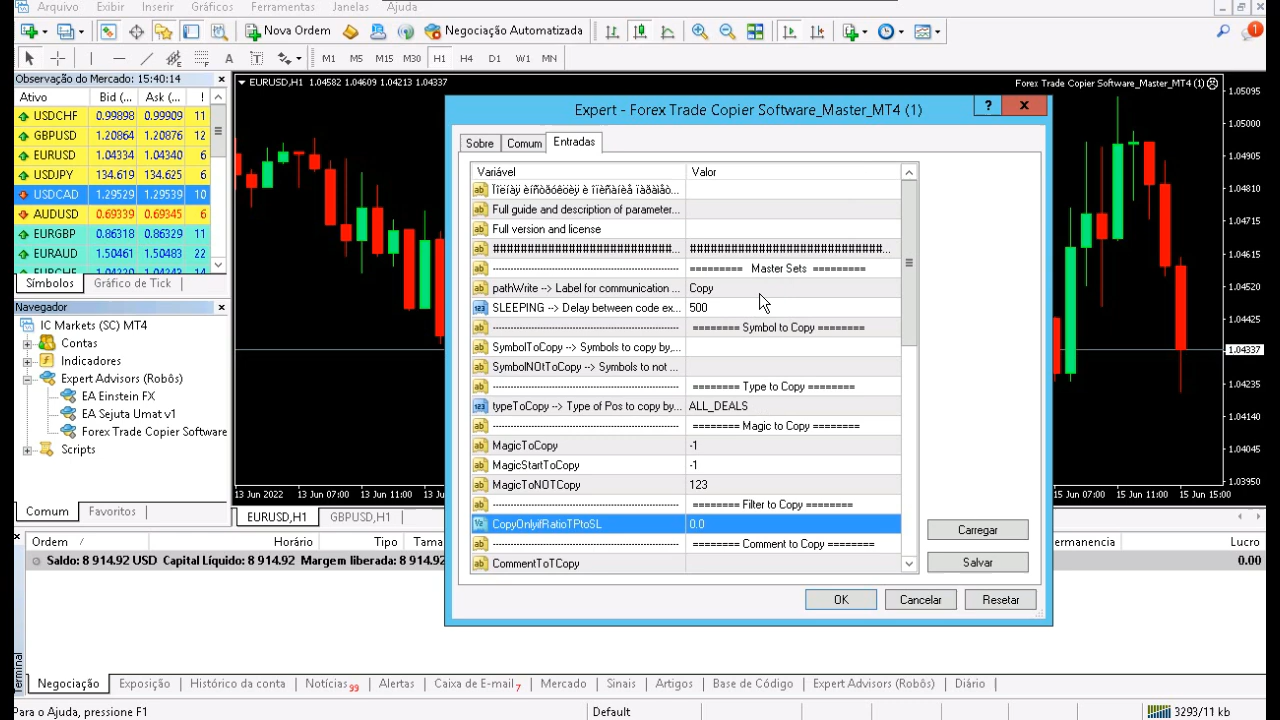 Arquivo Exibir Inserir Gráficos Ferramentas Janelas Ajuda
Nova Ordem Negociação Automatizada
A T M1 M5 M15 M30 H1 H4 D1 W1 MN
1
Observação do Mercado: 15:40:14
Ativo Bid (... Ask (... !
USDCHF 0.99898 0.99909 11
GBPUSD 1.20864 1.20876 12
EURUSD 1.04334 1.04340 6
USDJPY 134.619 134.625 6
USDCAD 1.29529 1.29539 10
AUDUSD 0.69339 0.69345 6
EURGBP 0.86318 0.86329 11
EURAUD 1.50461 1.50483 22
EURCHF
Símbolos Gráfico de Tick
Navegador
IC Markets (SC) MT4
Contas
Indicadores
Expert Advisors (Robôs)
EA Einstein FX
EA Sejuta Umat v1
Forex Trade Copier Software
Scripts
Comum Favoritos
EURUSD,H1 1.04582 1.04609 1.04213 1.04337
Forex Trade Copier Software_Master_MT4 (1)
1.05095
1.05000
1.04905
1.04810
1.04715
1.04620
1.04520
1.04425
1.04337
1.04235
1.04140
1.04045
1.03950
13 Jun 2022 13 Jun 07:00 13 Jun 15 Jun 07:00 15 Jun 15:00
EURUSD,H1 GBPUSD,H1
Expert - Forex Trade Copier Software_Master_MT4 (1)
Sobre Comum Entradas
Variável Valor
Full guide and description of parameter...
Full version and license
--------------------------------------- ========= Master Sets =========
pathWrite --> Label for communication ... Copy
SLEEPING --> Delay between code ex... 500
--------------------------------------- ======== Symbol to Copy ========
SymbolToCopy --> Symbols to copy by,...
SymbolNOtToCopy --> Symbols to not ...
--------------------------------------- ======== Type to Copy ========
typeToCopy --> Type of Pos to copy by... ALL_DEALS
--------------------------------------- ======== Magic to Copy ========
MagicToCopy -1
MagicStartToCopy -1
MagicToNOTCopy 123
--------------------------------------- ======== Filter to Copy ========
CopyOnlyifRatioTPtoSL 0.0
--------------------------------------- ======== Comment to Copy ========
CommentToTCopy
Carregar
Salvar
OK Cancelar Resetar
Ordem / Horário Tipo Tama
ermanencia Lucro
Saldo: 8 914.92 USD Capital Líquido: 8 914.92 Margem liberada: 8 914.92 0.00
Terminal
Negociação Exposição Histórico da conta Notícias 99 Alertas Caixa de E-mail 7 Mercado Sinais Artigos Base de Código Expert Advisors (Robôs) Diário
Para o Ajuda, pressione F1 Default 3293/11 kb